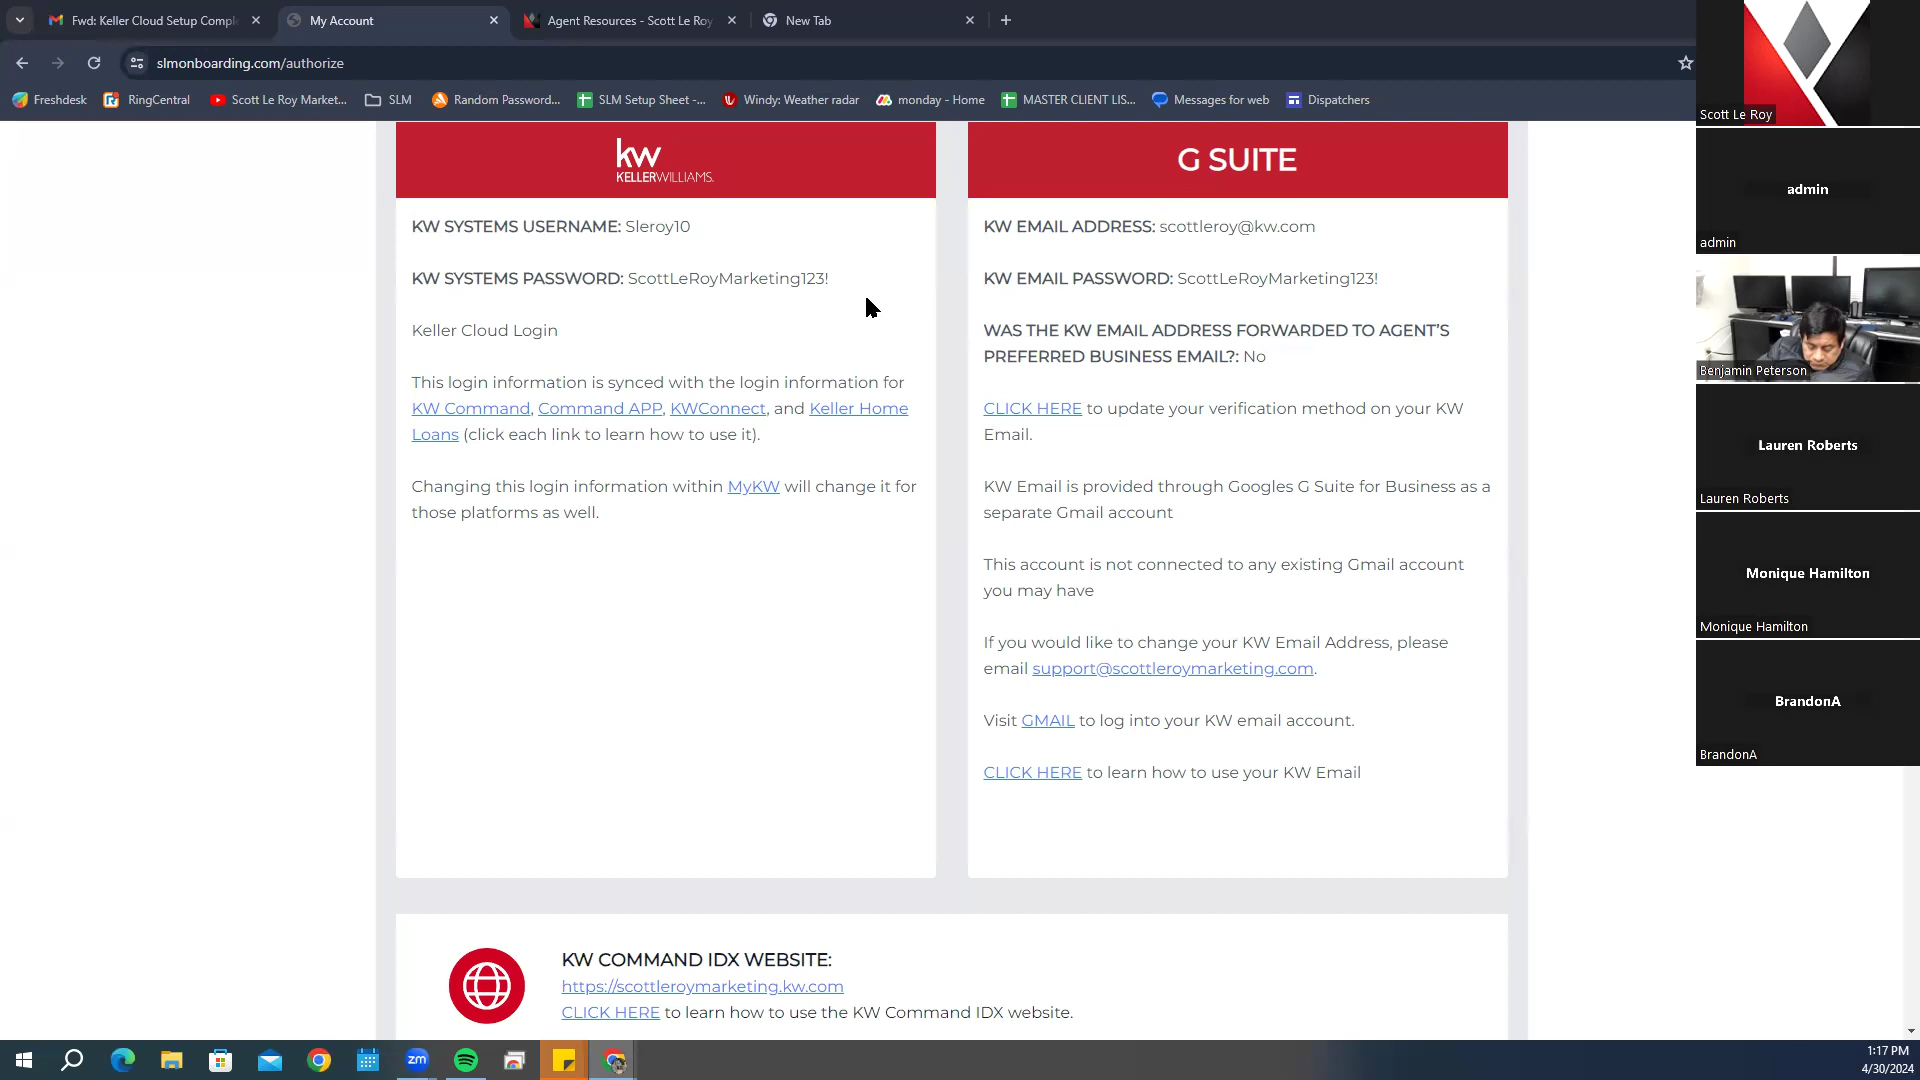 Fwd: Keller Cloud Setup Comple
My Account
Agent Resources - Scott Le Roy
New Tab
slmonboarding.com/authorize
Freshdesk
RingCentral
Scott Le Roy Market...
SLM
Random Password...
SLM Setup Sheet -...
Windy: Weather radar
monday - Home
MASTER CLIENT LIS...
Messages for web
Dispatchers
kw
KELLERWILLIAMS.
KW SYSTEMS USERNAME: Sleroy10
KW SYSTEMS PASSWORD: ScottLeRoyMarketing123!
Keller Cloud Login
This login information is synced with the login information for
KW Command, Command APP, KWConnect, and Keller Home
Loans (click each link to learn how to use it).
Changing this login information within MyKW will change it for
those platforms as well.
G SUITE
KW EMAIL ADDRESS: scottleroy@kw.com
KW EMAIL PASSWORD: ScottLeRoyMarketing123!
WAS THE KW EMAIL ADDRESS FORWARDED TO AGENT'S
PREFERRED BUSINESS EMAIL?: No
CLICK HERE to update your verification method on your KW
Email.
KW Email is provided through Googles G Suite for Business as a
separate Gmail account
This account is not connected to any existing Gmail account
you may have
If you would like to change your KW Email Address, please
email support@scottleroymarketing.com.
Visit GMAIL to log into your KW email account.
CLICK HERE to learn how to use your KW Email
KW COMMAND IDX WEBSITE:
https://scottleroymarketing.kw.com
CLICK HERE to learn how to use the KW Command IDX website.
Scott Le Roy
admin
admin
Benjamin Peterson
Lauren Roberts
Lauren Roberts
Monique Hamilton
Monique Hamilton
BrandonA
BrandonA
zm
1:17 PM
4/30/2024